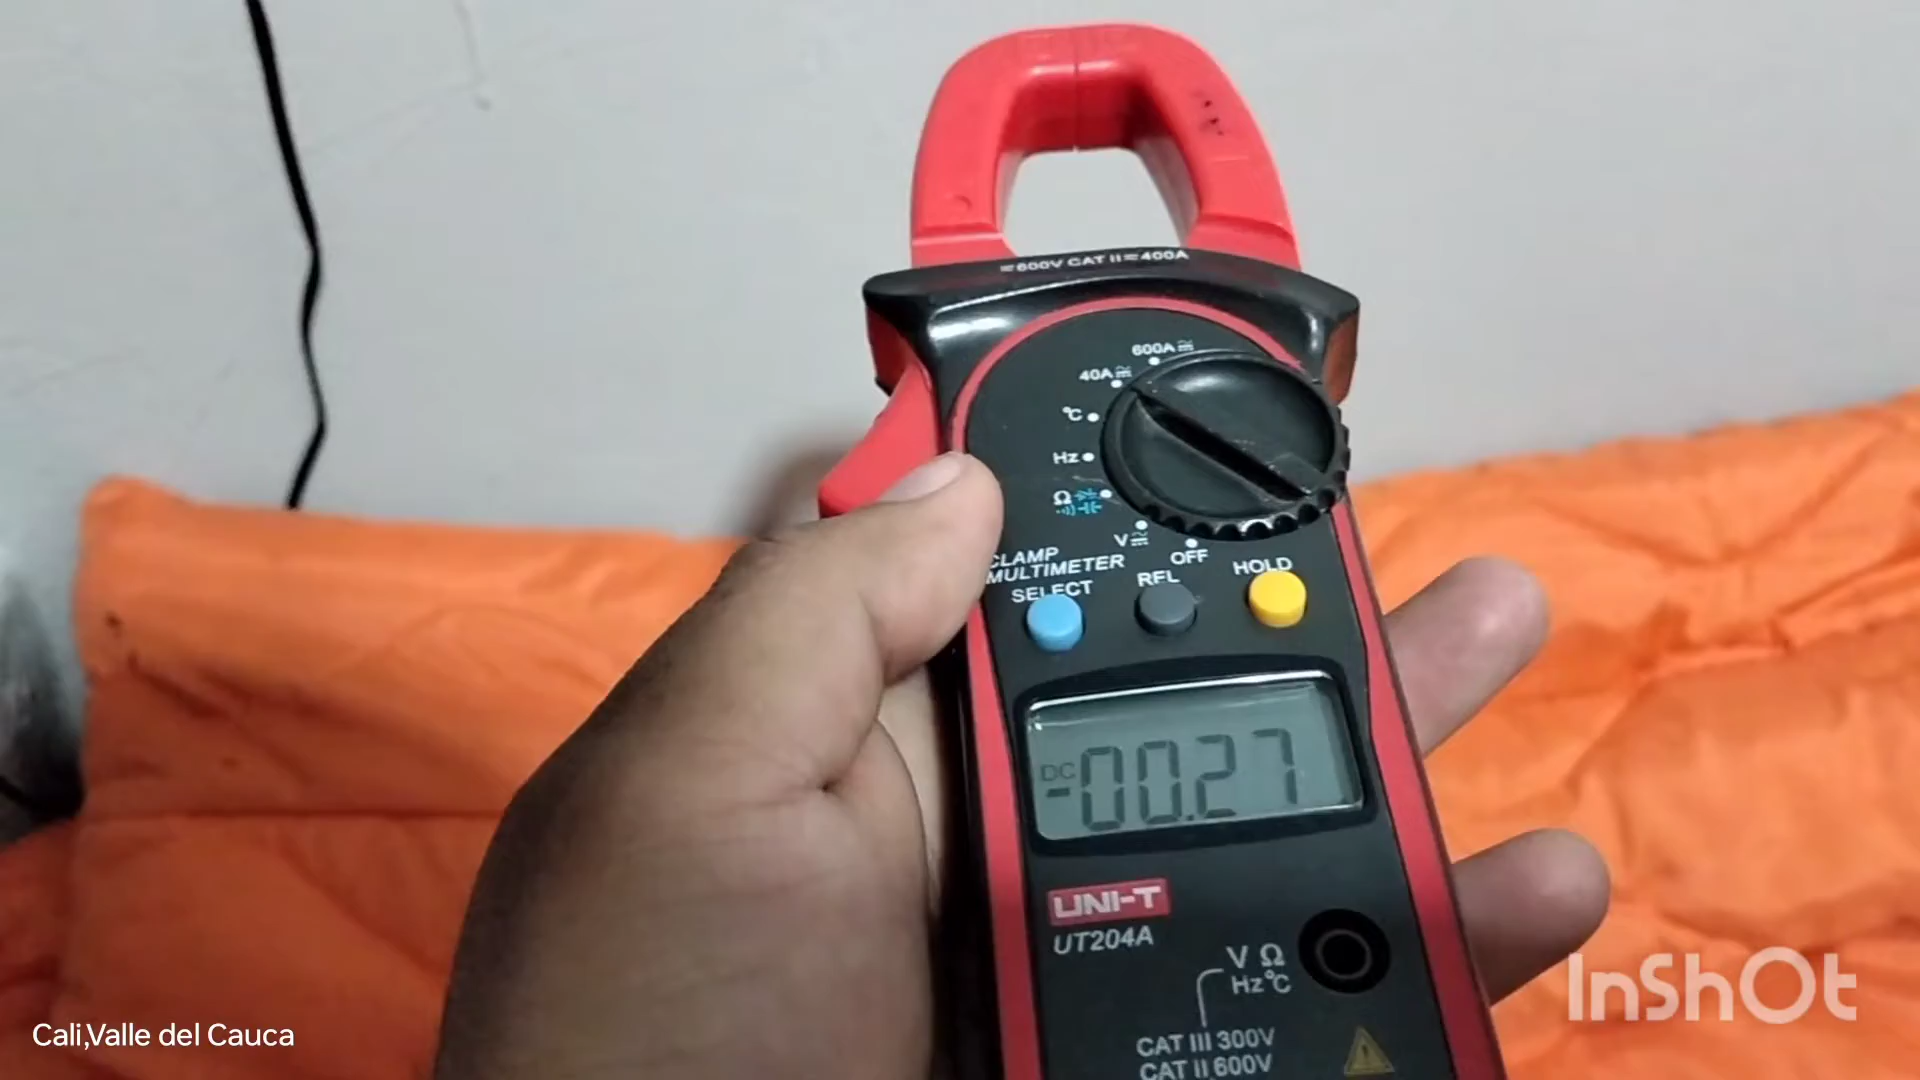 ≂600V CAT II≂400A
600A≂
40A≂
°C
Hz
Ω
V≂
OFF
CLAMP
MULTIMETER
SELECT
REL
HOLD
DC
-00.27
UNI-T
UT204A
V Ω
Hz°C
CAT III 300V
CAT II 600V
InShOt
Cali,Valle del Cauca